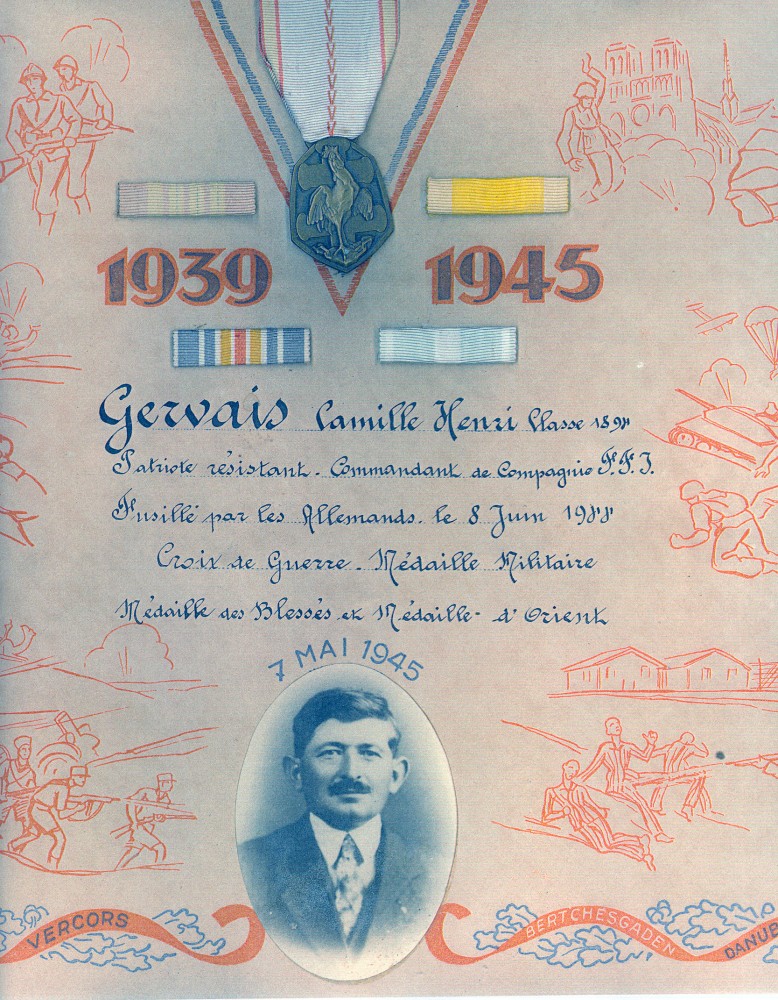 1939 1945
Gervais Camille Henri Classe 1894
Patriote résistant. Commandant de Compagnie F.F.I.
Fusillé par les Allemands. le 8 Juin 1944
Croix de Guerre. Médaille Militaire
Médaille des Blessés et Médaille- d'Orient
7 MAI 1945
VERCORS
BERTCHESGADEN
DANUB